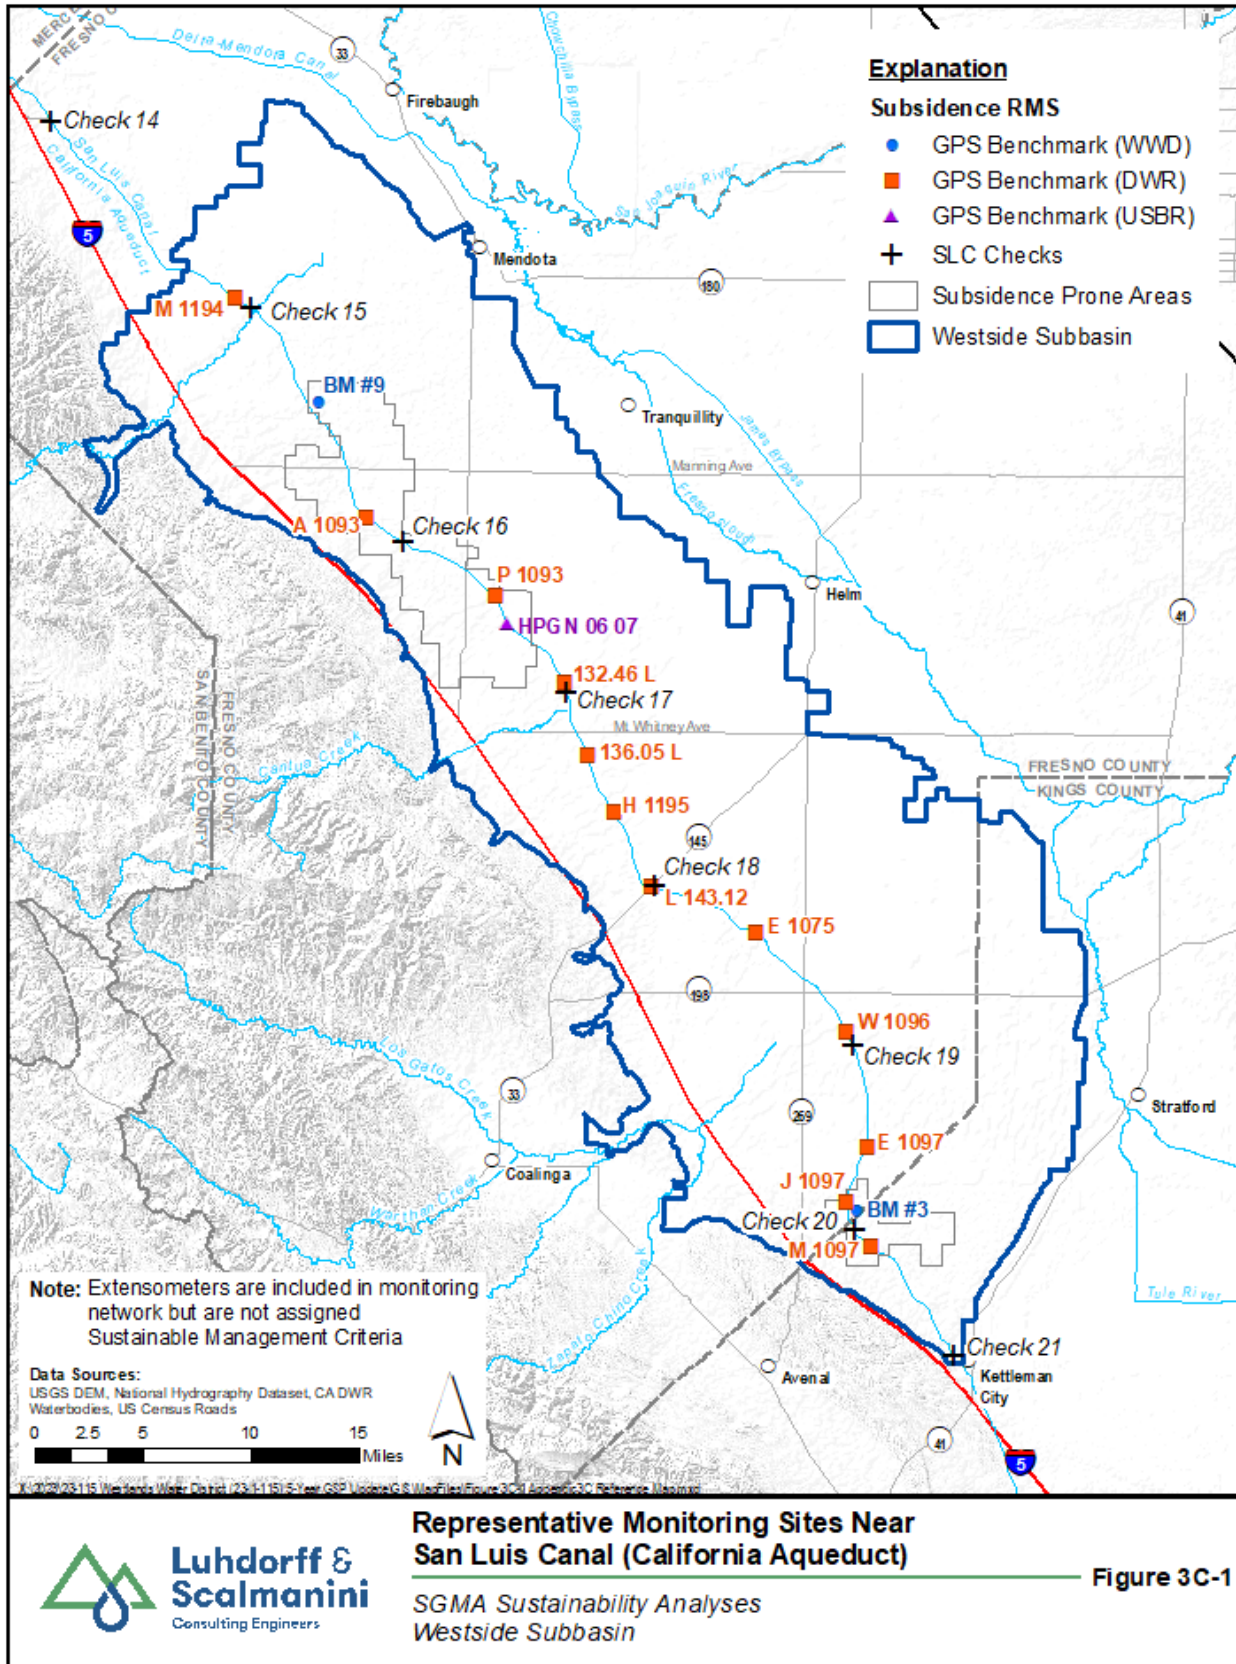 MERCED
FRESNO CO
Delta-Mendota Canal
33
Firebaugh
Chowchilla Bypass
Check 14
San Luis Canal
California Aqueduct
5
San Joaquin River
Mendota
180
M 1194
Check 15
BM #9
Tranquillity
James Bypass
Manning Ave
Fresno Slough
A 1093
Check 16
P 1093
HPGN 06 07
Helm
41
132.46 L
Check 17
Mt Whitney Ave
136.05 L
H 1195
FRESNO COUNTY
SAN BENITO COUNTY
Cantua Creek
FRESNO COUNTY
KINGS COUNTY
145
Check 18
L 143.12
E 1075
198
W 1096
Check 19
Los Gatos Creek
33
269
Stratford
Coalinga
Warthan Creek
E 1097
J 1097
BM #3
Check 20
M 1097
Zapato Chino Creek
Tule River
Check 21
Kettleman
City
Avenal
41
5
Explanation
Subsidence RMS
GPS Benchmark (WWD)
GPS Benchmark (DWR)
GPS Benchmark (USBR)
SLC Checks
Subsidence Prone Areas
Westside Subbasin
Note: Extensometers are included in monitoring
network but are not assigned
Sustainable Management Criteria
Data Sources:
USGS DEM, National Hydrography Dataset, CA DWR
Waterbodies, US Census Roads
0 2.5 5 10 15
Miles
N
Luhdorff &
Scalmanini
Consulting Engineers
Representative Monitoring Sites Near
San Luis Canal (California Aqueduct)
SGMA Sustainability Analyses
Westside Subbasin
Figure 3C-1